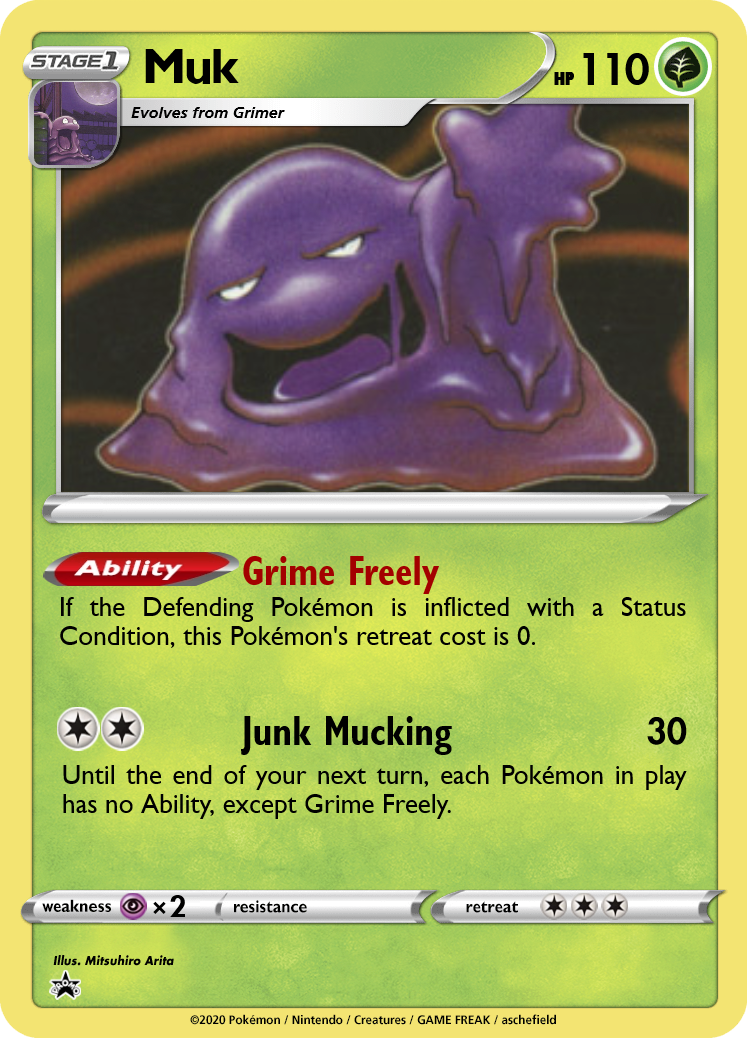 STAGE1
Muk
HP 110
Evolves from Grimer
Ability Grime Freely
If the Defending Pokémon is inflicted with a Status
Condition, this Pokémon's retreat cost is 0.
Junk Mucking 30
Until the end of your next turn, each Pokémon in play
has no Ability, except Grime Freely.
weakness ×2 resistance retreat
Illus. Mitsuhiro Arita
PROMO
©2020 Pokémon / Nintendo / Creatures / GAME FREAK / aschefield